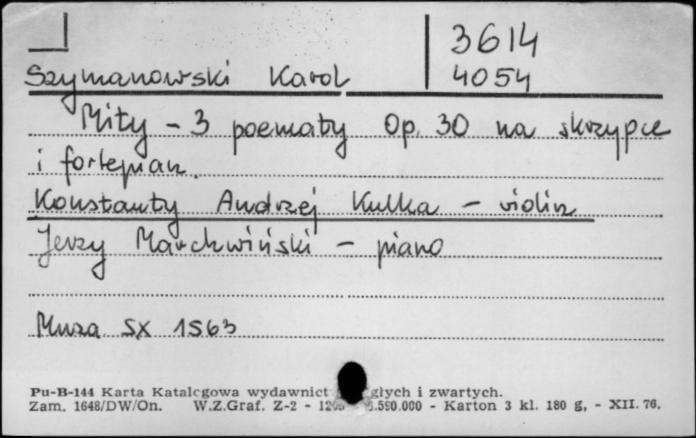 3614
Szymanowski Karol 4054
Mity - 3 poematy Op. 30 na skrzypce
i fortepian.
Konstanty Andrzej Kulka - violin
Jerzy Marchwiński - piano
Muza SX 1563
Pu-B-144 Karta Katalogowa wydawnict głych i zwartych.
Zam. 1648/DW/On. W.Z.Graf. Z-2 - .590.000 - Karton 3 kl. 180 g, - XII. 76.